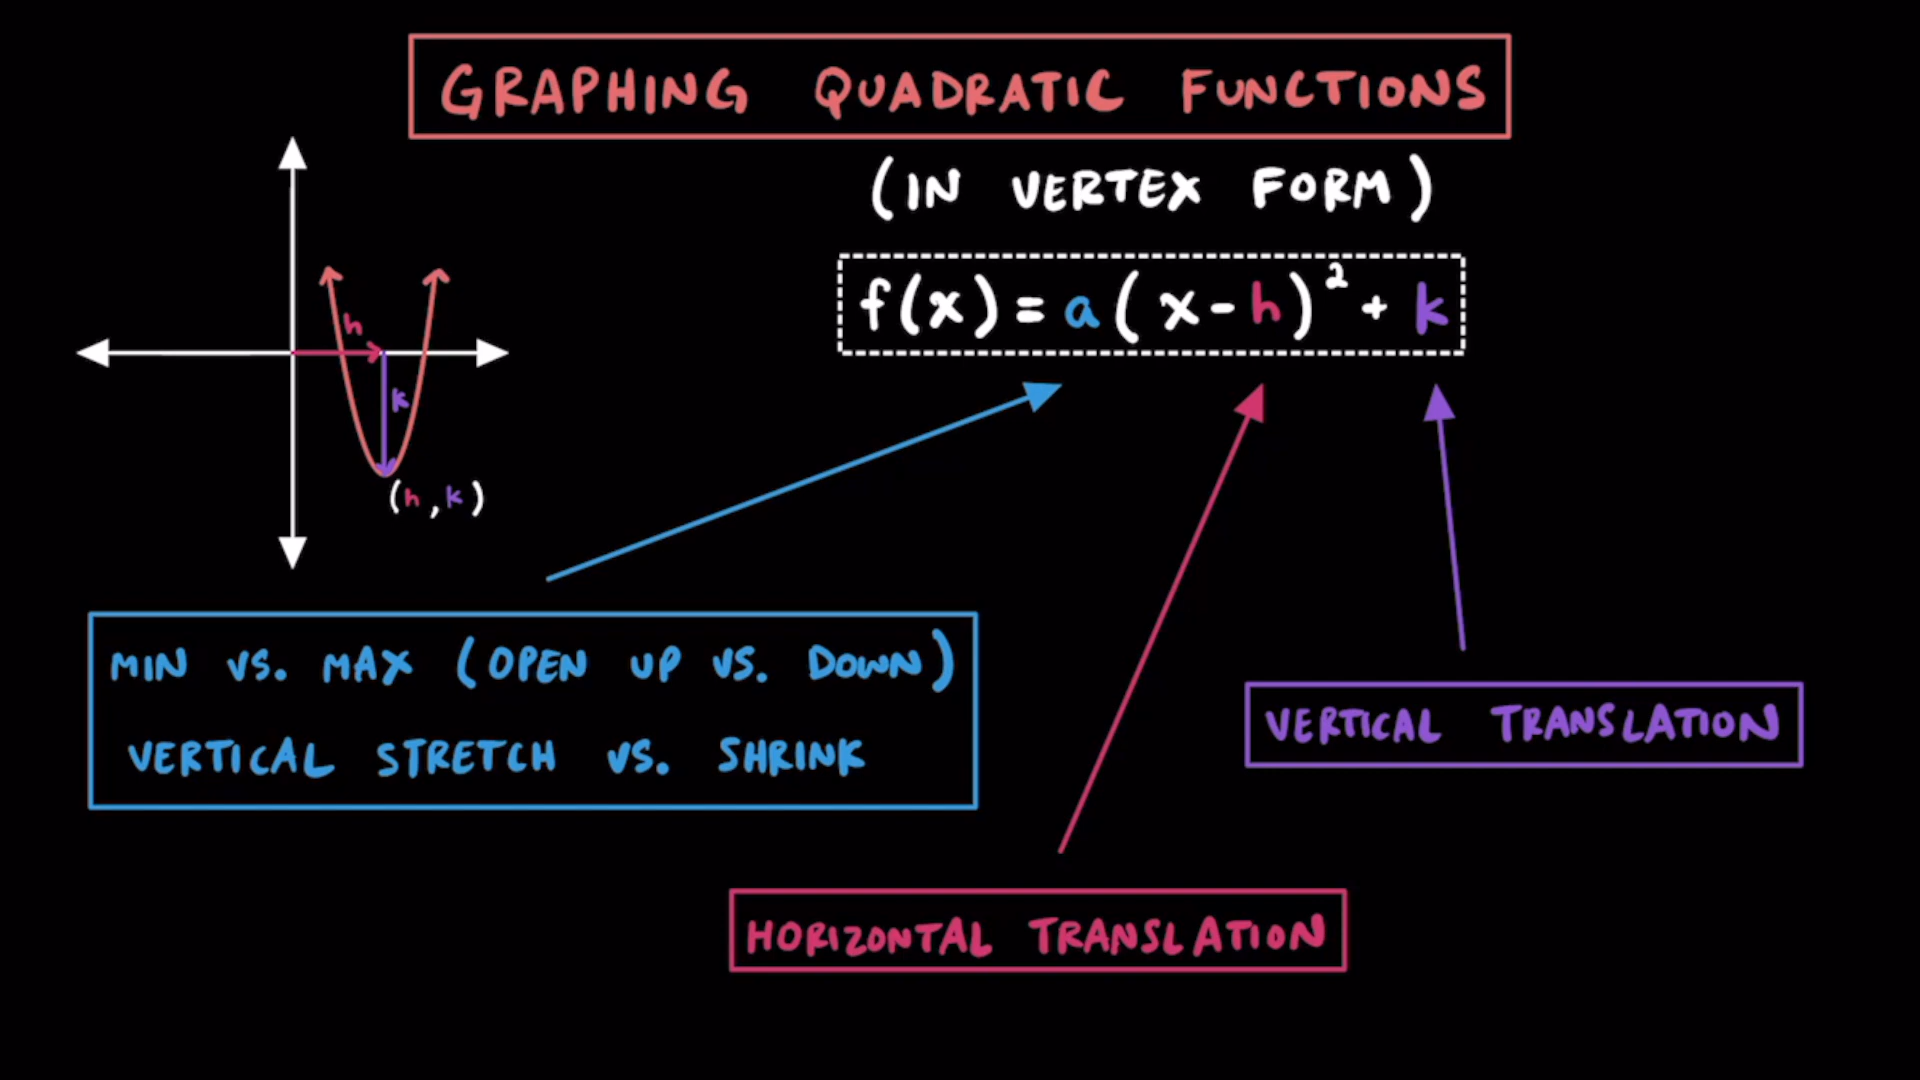 GRAPHING QUADRATIC FUNCTIONS
(IN VERTEX FORM)
f(x) = a(x-h)² + k
h
k
(h,k)
MIN VS. MAX (OPEN UP VS. DOWN)
VERTICAL STRETCH VS. SHRINK
VERTICAL TRANSLATION
HORIZONTAL TRANSLATION